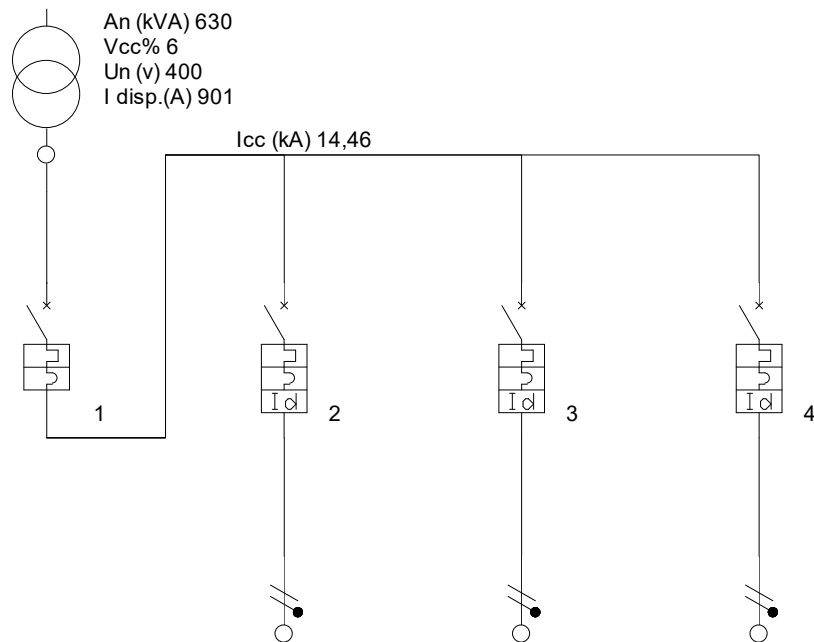 An (kVA) 630
Vcc% 6
Un (v) 400
I disp.(A) 901
Icc (kA) 14,46
1
Id
2
Id
3
Id
4